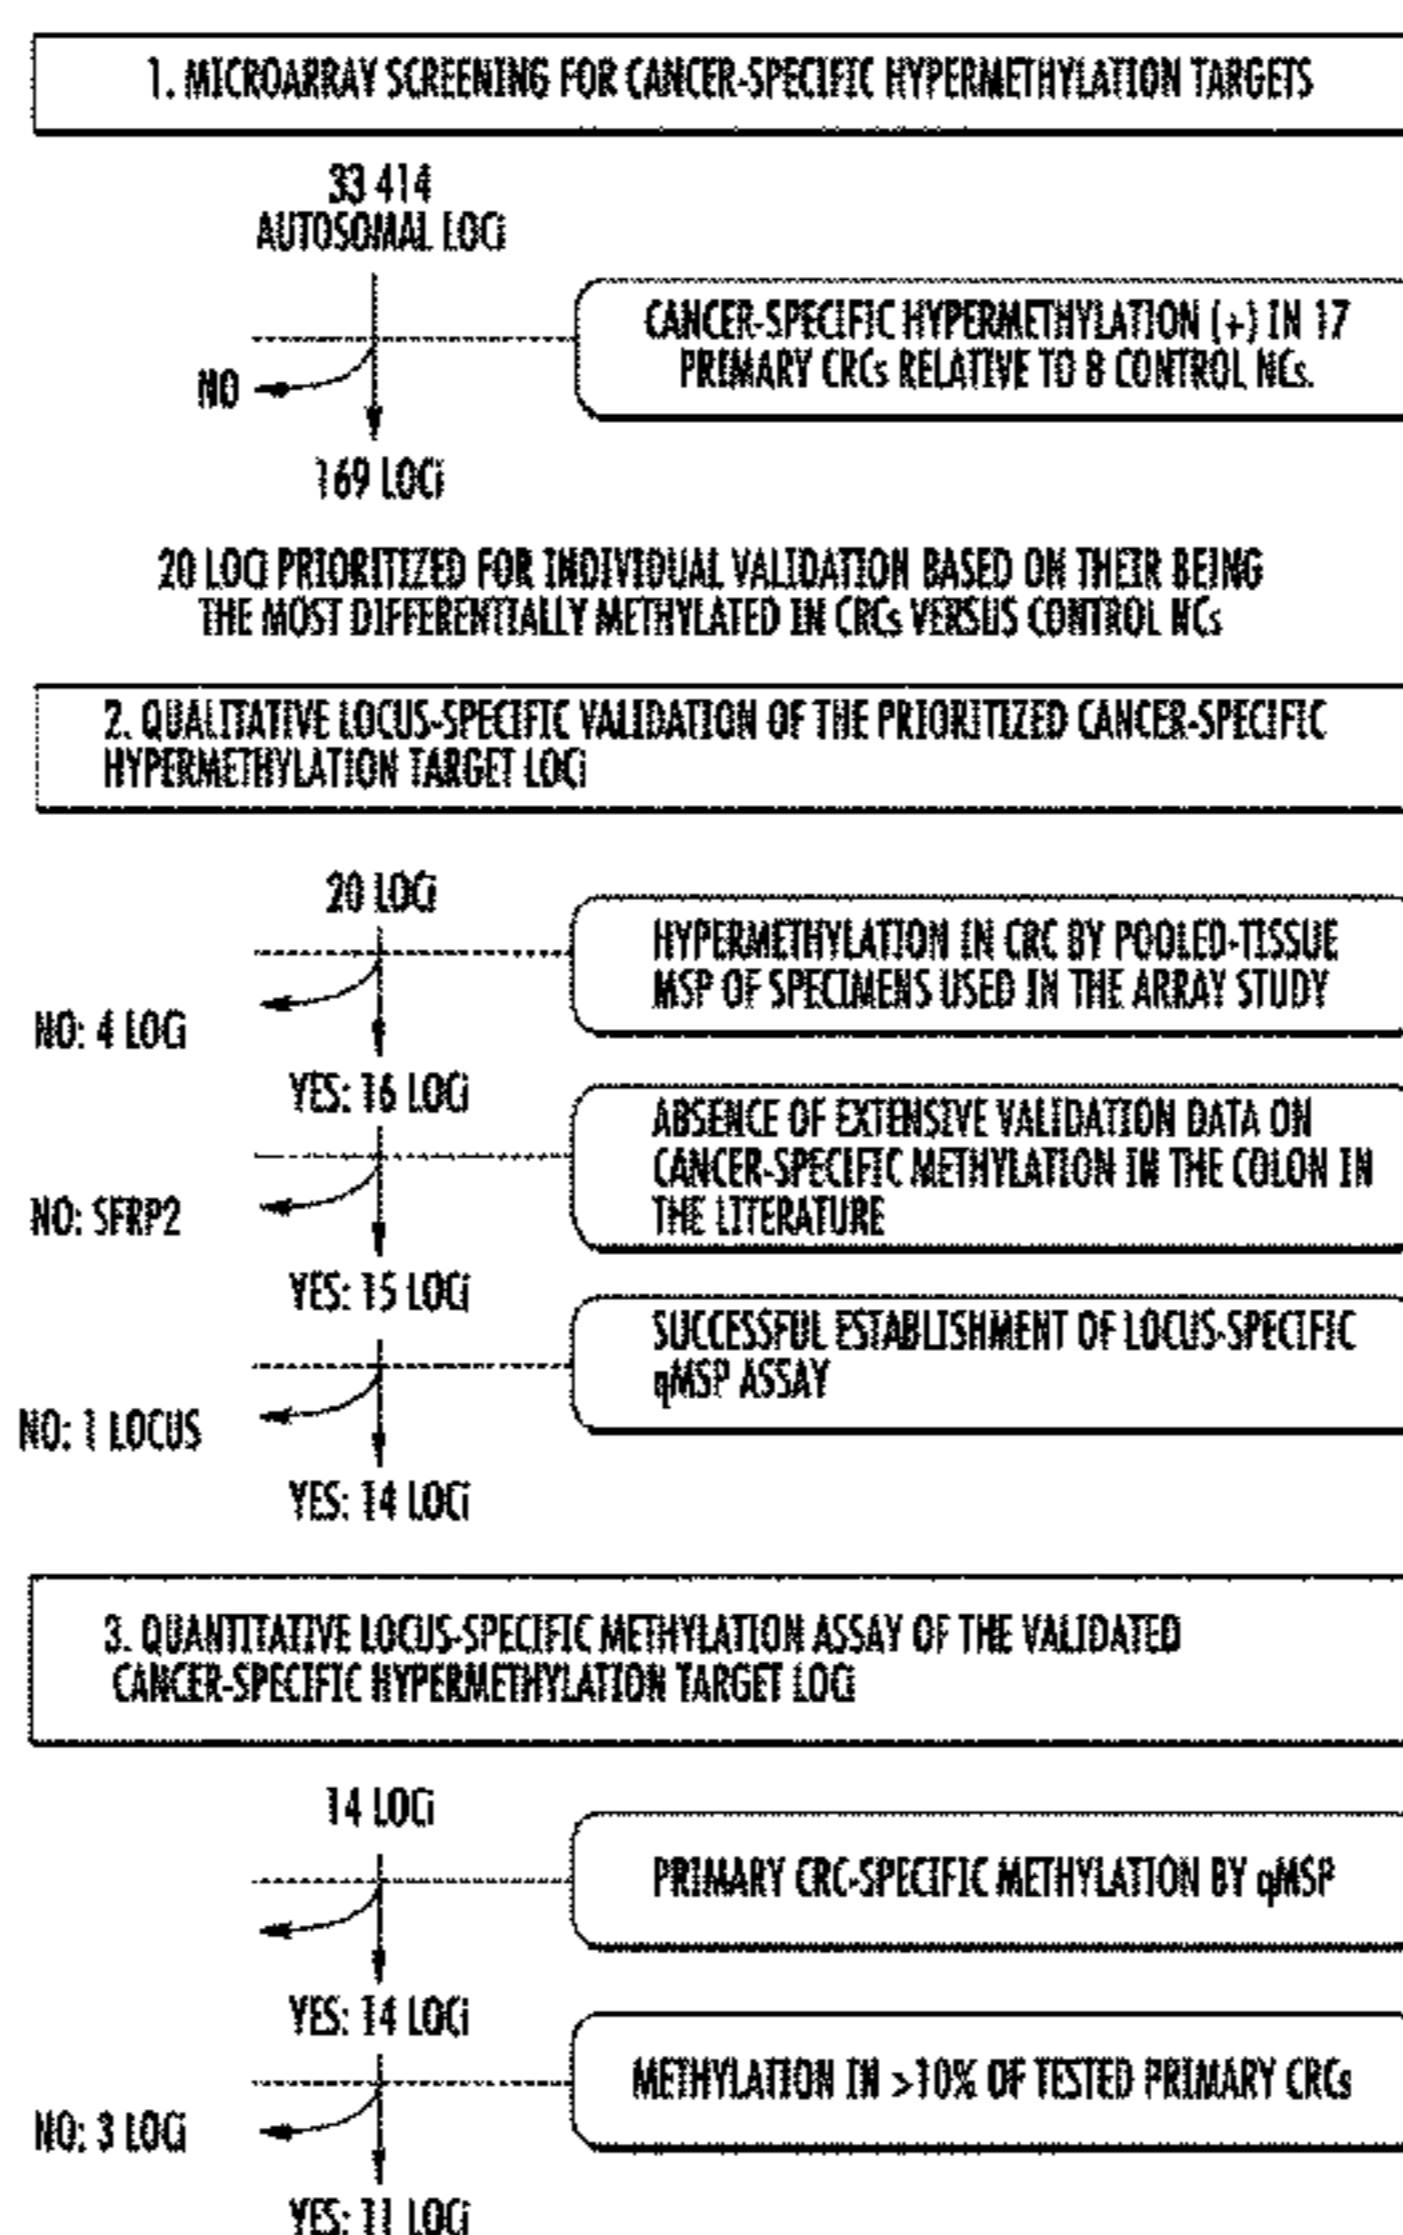 1. MICROARRAY SCREENING FOR CANCER-SPECIFIC HYPERMETHYLATION TARGETS
33 414
AUTOSOMAL LOCi
CANCER-SPECIFIC HYPERMETHYLATION (+) IN 17
PRIMARY CRCs RELATIVE TO 8 CONTROL NCs.
NO
169 LOCi
20 LOCi PRIORITIZED FOR INDIVIDUAL VALIDATION BASED ON THEIR BEING
THE MOST DIFFERENTIALLY METHYLATED IN CRCs VERSUS CONTROL NCs
2. QUALITATIVE LOCUS-SPECIFIC VALIDATION OF THE PRIORITIZED CANCER-SPECIFIC
HYPERMETHYLATION TARGET LOCi
20 LOCi
HYPERMETHYLATION IN CRC BY POOLED-TISSUE
MSP OF SPECIMENS USED IN THE ARRAY STUDY
NO: 4 LOCi
YES: 16 LOCi
ABSENCE OF EXTENSIVE VALIDATION DATA ON
CANCER-SPECIFIC METHYLATION IN THE COLON IN
THE LITERATURE
NO: SFRP2
YES: 15 LOCi
SUCCESSFUL ESTABLISHMENT OF LOCUS-SPECIFIC
qMSP ASSAY
NO: 1 LOCUS
YES: 14 LOCi
3. QUANTITATIVE LOCUS-SPECIFIC METHYLATION ASSAY OF THE VALIDATED
CANCER-SPECIFIC HYPERMETHYLATION TARGET LOCi
14 LOCi
PRIMARY CRC-SPECIFIC METHYLATION BY qMSP
YES: 14 LOCi
METHYLATION IN >10% OF TESTED PRIMARY CRCs
NO: 3 LOCi
YES: 11 LOCi